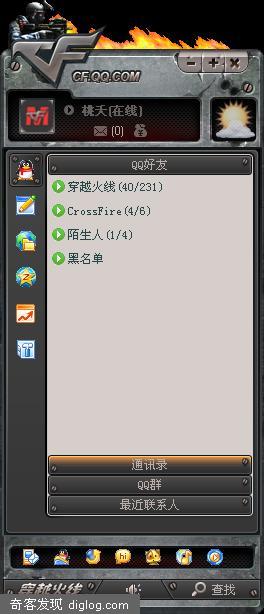 CF
CF.QQ.COM
桃夭[在线]
(0)
QQ好友
穿越火线(40/231)
CrossFire(4/6)
陌生人(1/4)
黑名单
通讯录
QQ群
最近联系人
hi
穿越火线
查找
奇客发现 diglog.com